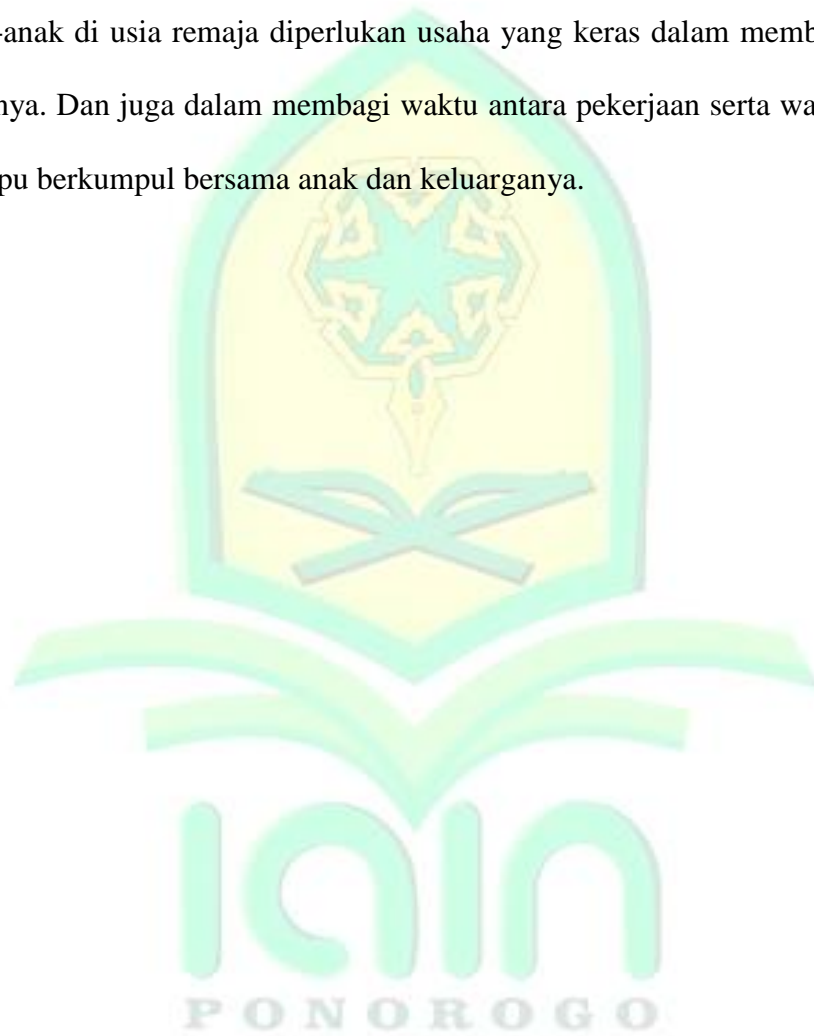 -anak di usia remaja diperlukan usaha yang keras dalam memb
nya. Dan juga dalam membagi waktu antara pekerjaan serta wa
pu berkumpul bersama anak dan keluarganya.
iain
PONOROGO